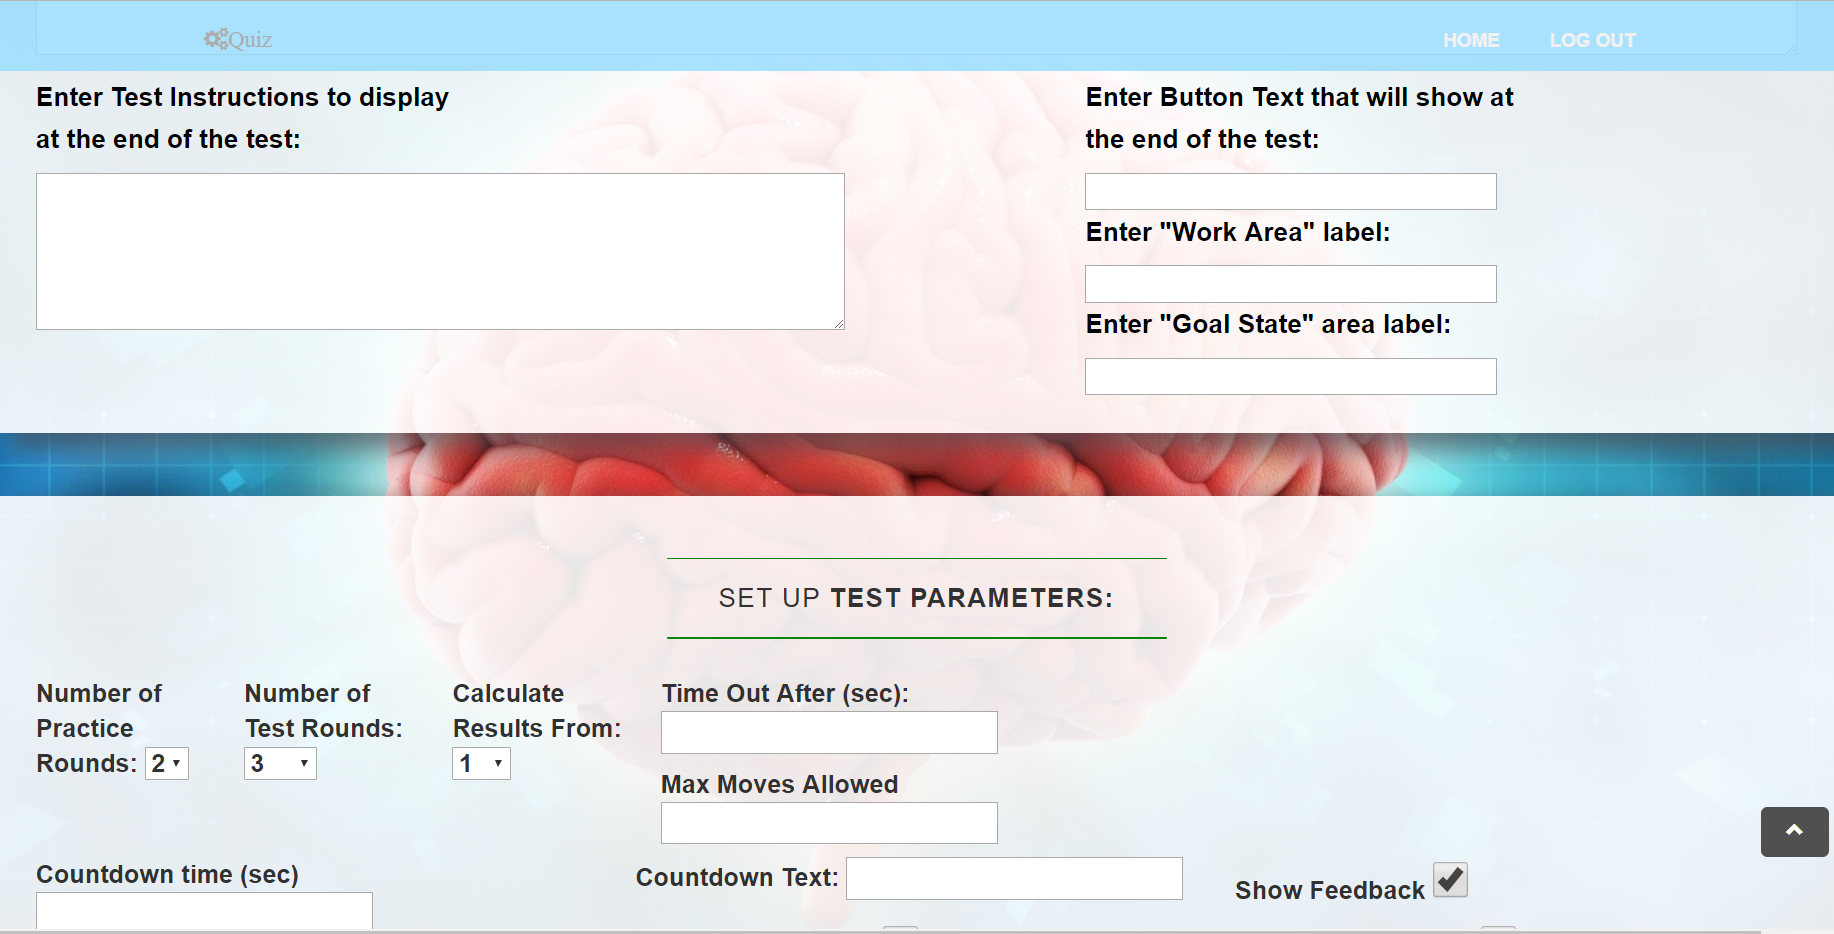 Quiz
HOME
LOG OUT
Enter Test Instructions to display
at the end of the test:
Enter Button Text that will show at
the end of the test:
Enter "Work Area" label:
Enter "Goal State" area label:
SET UP TEST PARAMETERS:
Number of
Practice
Rounds: 2
Number of
Test Rounds:
3
Calculate
Results From:
1
Time Out After (sec):
Max Moves Allowed
Countdown time (sec)
Countdown Text:
Show Feedback